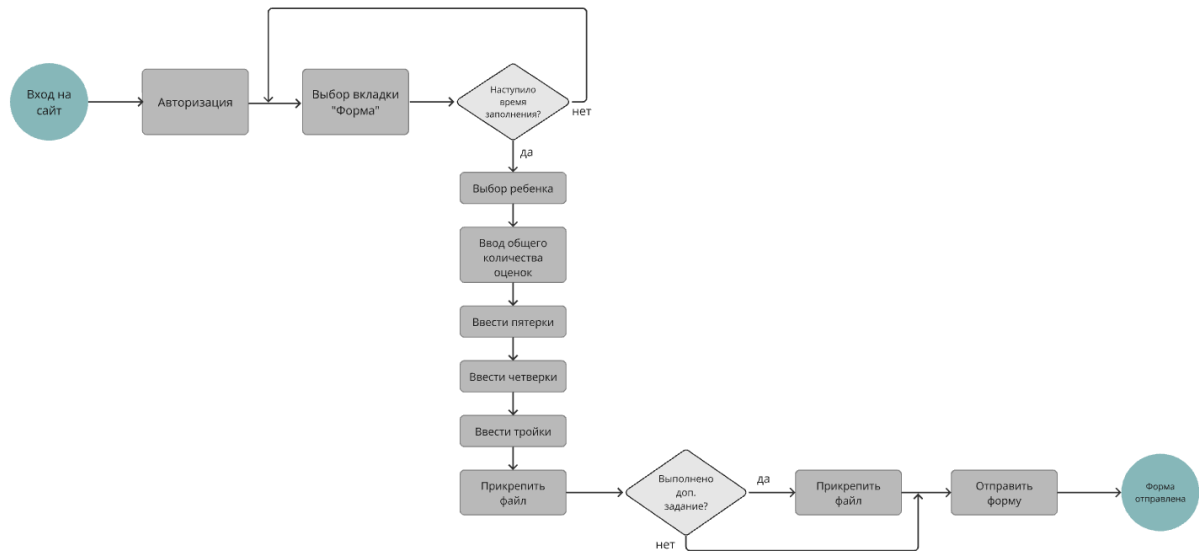 Вход на
сайт
Авторизация
Выбор вкладки
"Форма"
Наступило
время
заполнения?
нет
да
Выбор ребенка
Ввод общего
количества
оценок
Ввести пятерки
Ввести четверки
Ввести тройки
Прикрепить
файл
Выполнено
доп.
задание?
да
нет
Прикрепить
файл
Отправить
форму
Форма
отправлена